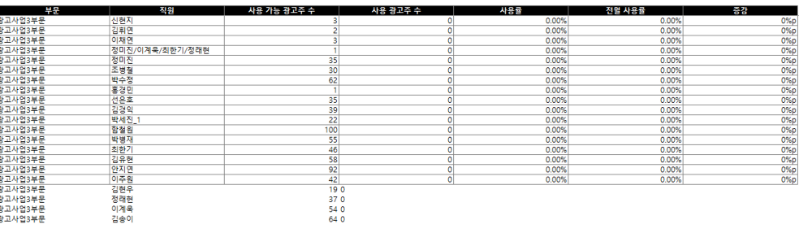 부문 직원 사용 가능 광고주 수 사용 광고주 수 사용율 전월 사용율 증감
광고사업3부문 신현지 3 0 0.00% 0.00% 0%p
광고사업3부문 김휘연 2 0 0.00% 0.00% 0%p
광고사업3부문 이채연 3 0 0.00% 0.00% 0%p
광고사업3부문 정미진/이계욱/최한기/정래현 1 0 0.00% 0.00% 0%p
광고사업3부문 정미진 35 0 0.00% 0.00% 0%p
광고사업3부문 조병철 30 0 0.00% 0.00% 0%p
광고사업3부문 박수정 62 0 0.00% 0.00% 0%p
광고사업3부문 홍경민 1 0 0.00% 0.00% 0%p
광고사업3부문 선은호 35 0 0.00% 0.00% 0%p
광고사업3부문 김경익 39 0 0.00% 0.00% 0%p
광고사업3부문 박세진_1 22 0 0.00% 0.00% 0%p
광고사업3부문 함철원 100 0 0.00% 0.00% 0%p
광고사업3부문 박병재 55 0 0.00% 0.00% 0%p
광고사업3부문 최한기 46 0 0.00% 0.00% 0%p
광고사업3부문 김유현 58 0 0.00% 0.00% 0%p
광고사업3부문 안지연 92 0 0.00% 0.00% 0%p
광고사업3부문 이주원 42 0 0.00% 0.00% 0%p
광고사업3부문 김현우 19 0
광고사업3부문 정래현 37 0
광고사업3부문 이계욱 54 0
광고사업3부문 김송이 64 0